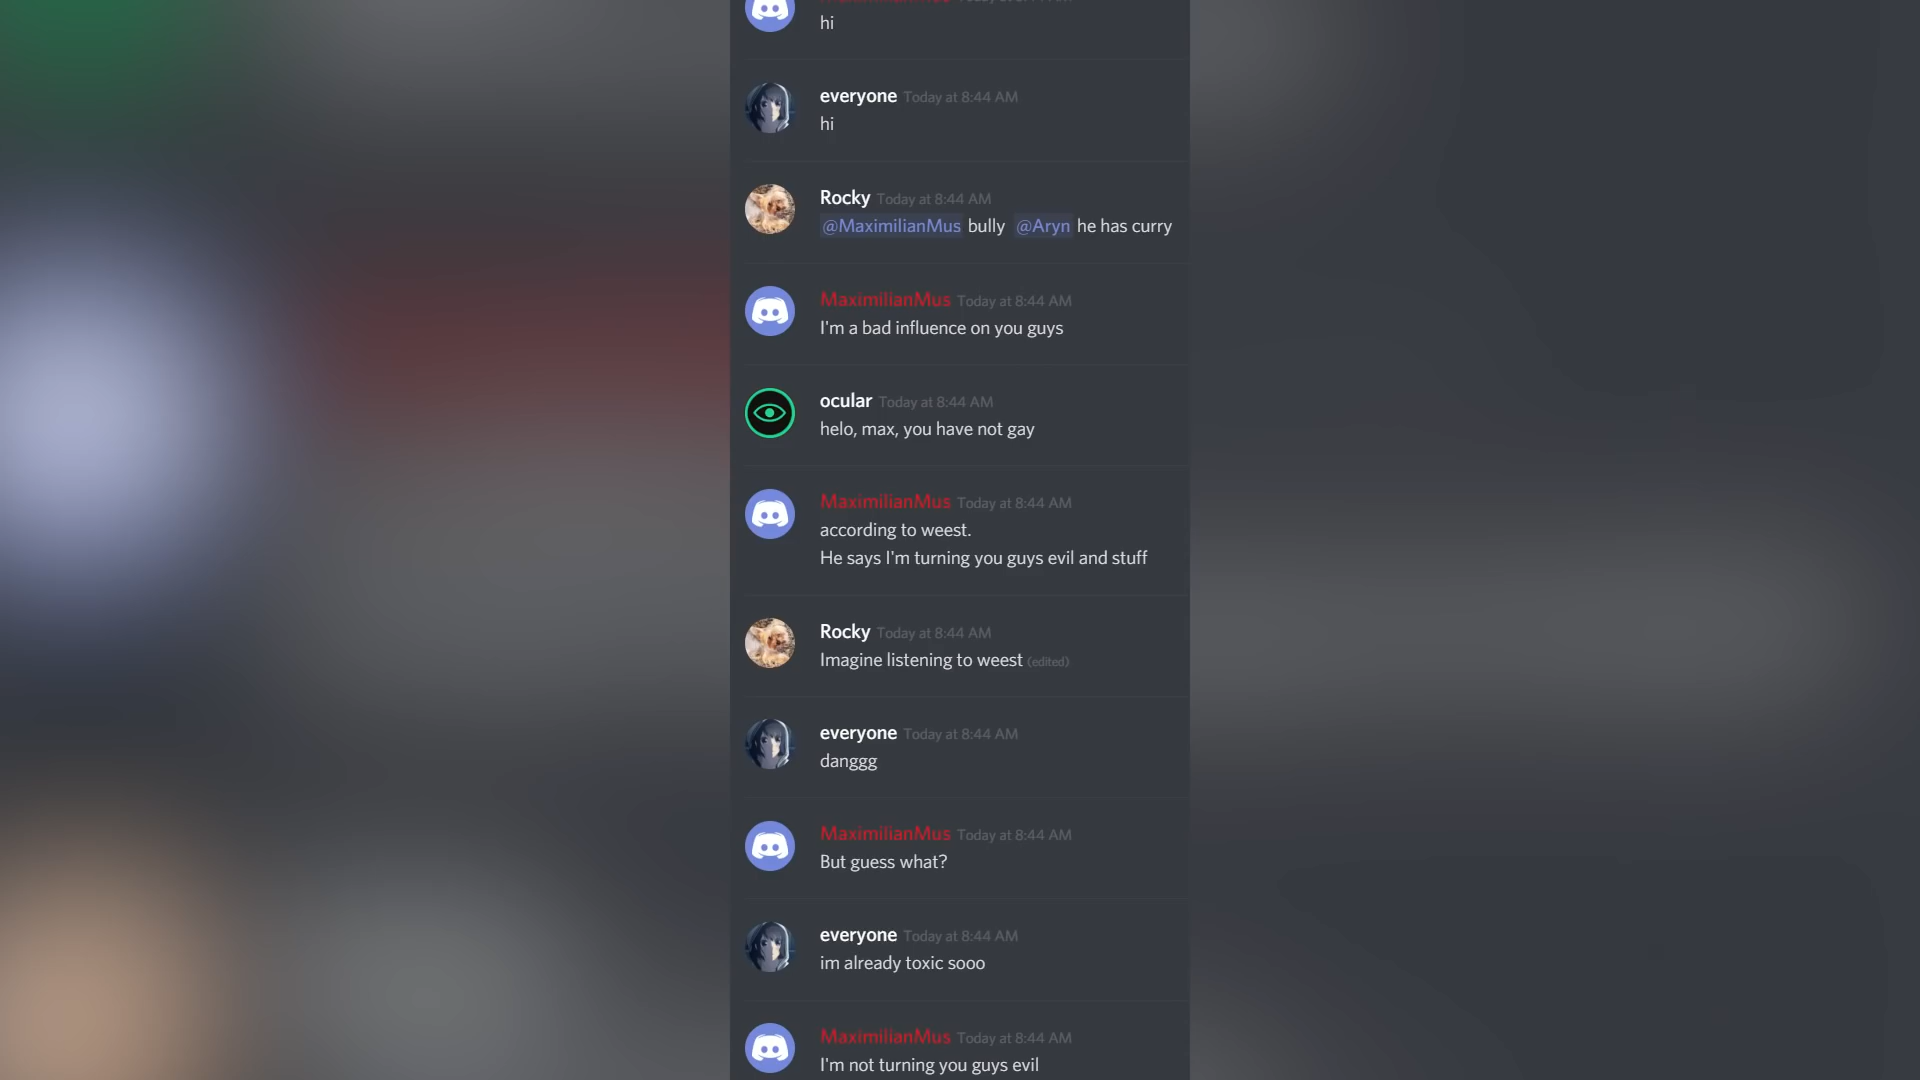 hi
everyone Today at 8:44 AM
hi
Rocky Today at 8:44 AM
@MaximilianMus bully @Aryn he has curry
MaximilianMus Today at 8:44 AM
I'm a bad influence on you guys
ocular Today at 8:44 AM
helo, max, you have not gay
MaximilianMus Today at 8:44 AM
according to weest.
He says I'm turning you guys evil and stuff
Rocky Today at 8:44 AM
Imagine listening to weest (edited)
everyone Today at 8:44 AM
danggg
MaximilianMus Today at 8:44 AM
But guess what?
everyone Today at 8:44 AM
im already toxic sooo
MaximilianMus Today at 8:44 AM
I'm not turning you guys evil